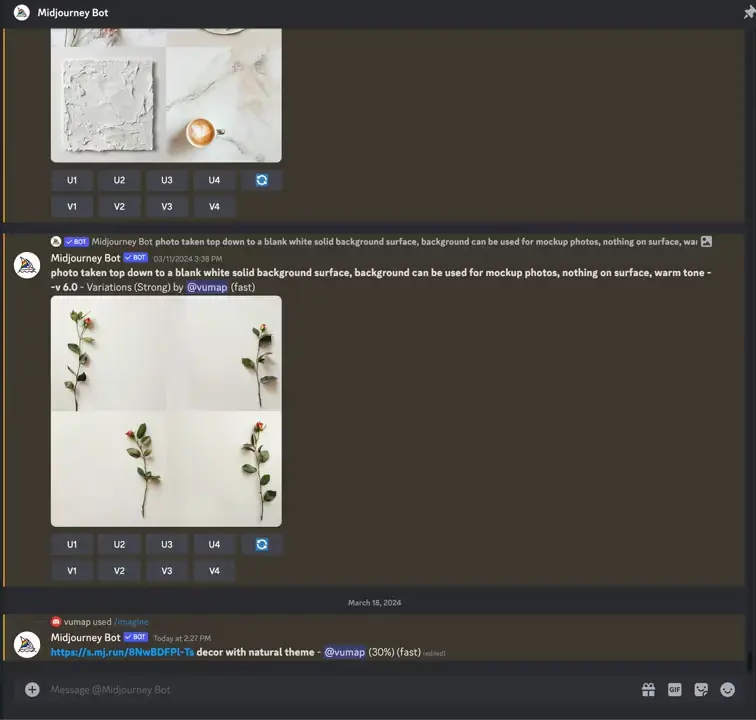 Midjourney Bot
U1 U2 U3 U4
V1 V2 V3 V4
BOT Midjourney Bot photo taken top down to a blank white solid background surface, background can be used for mockup photos, nothing on surface, wa
Midjourney Bot BOT 03/11/2024 3:38 PM
photo taken top down to a blank white solid background surface, background can be used for mockup photos, nothing on surface, warm tone -
-v 6.0 - Variations (Strong) by @vumap (fast)
U1 U2 U3 U4
V1 V2 V3 V4
March 18, 2024
vumap used /imagine
Midjourney Bot BOT Today at 2:27 PM
https://s.mj.run/8NwBDFPl-Ts decor with natural theme - @vumap (30%) (fast) (edited)
Message @Midjourney Bot
GIF